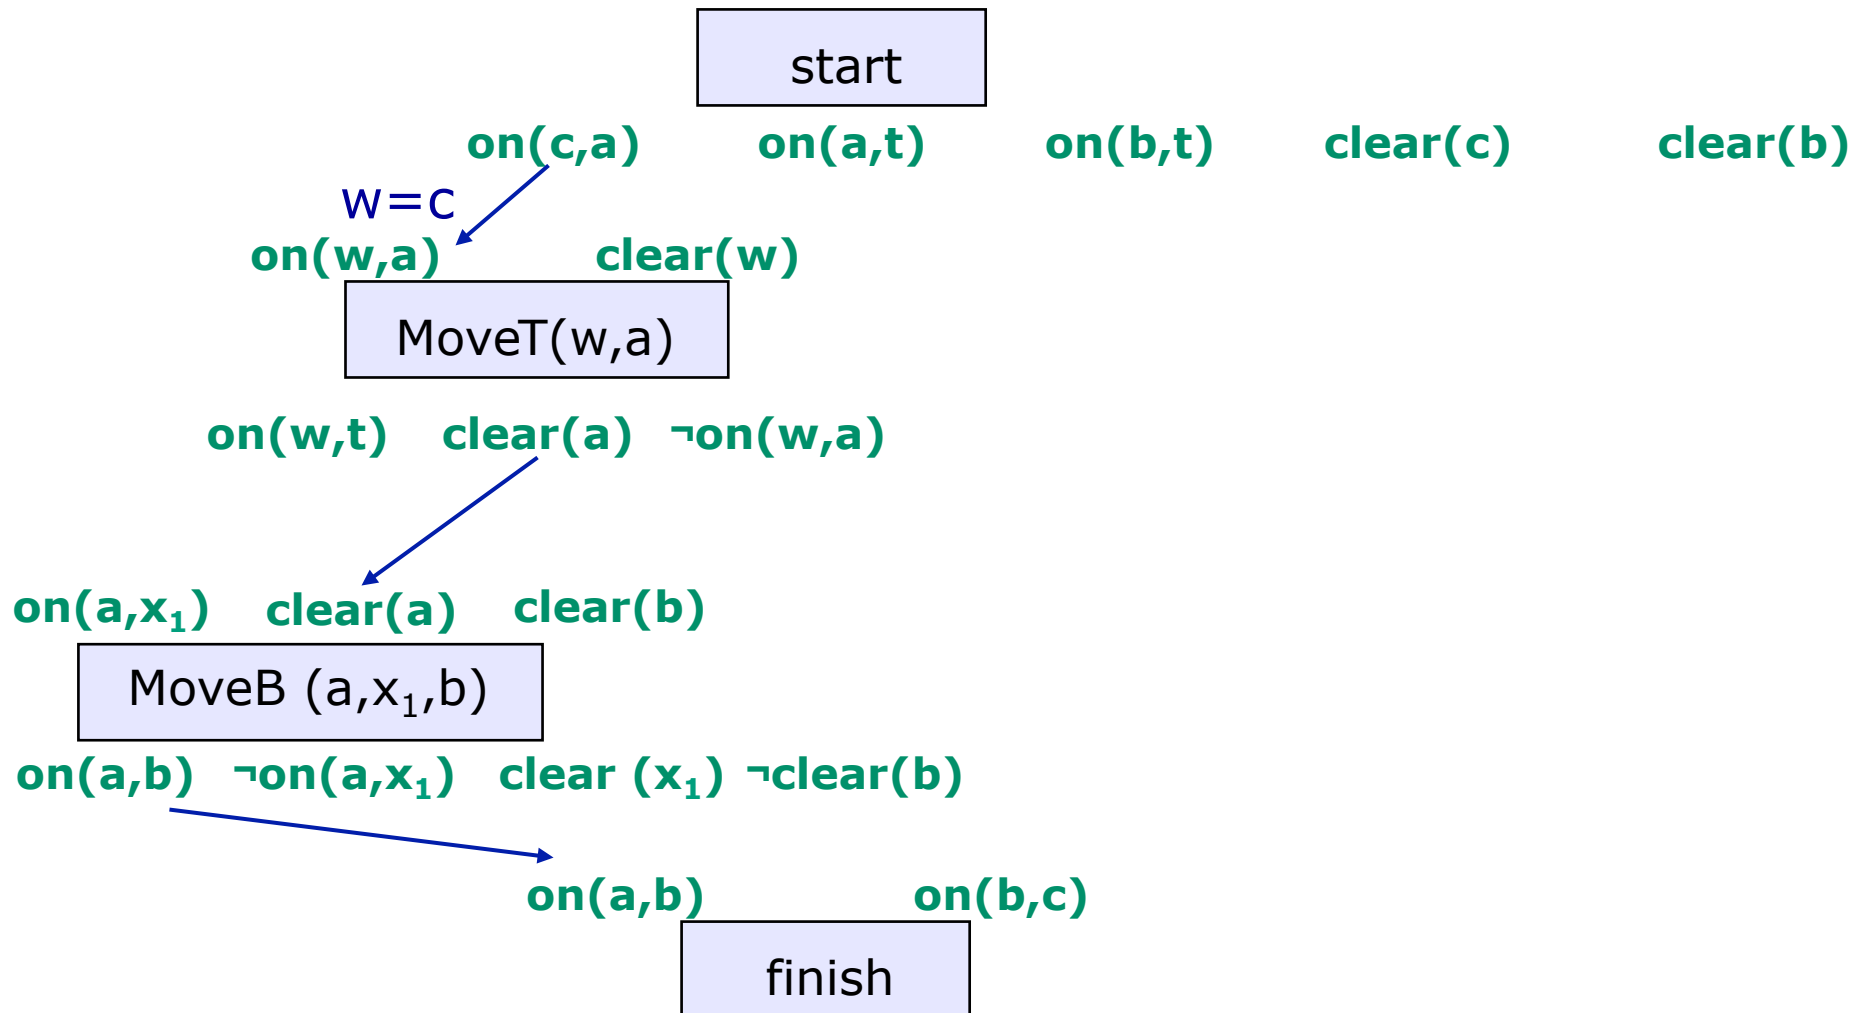 start
on(c,a) on(a,t) on(b,t) clear(c) clear(b)
w=c
on(w,a) clear(w)
MoveT(w,a)
on(w,t) clear(a) ¬on(w,a)
on(a,x₁) clear(a) clear(b)
MoveB (a,x₁,b)
on(a,b) ¬on(a,x₁) clear (x₁) ¬clear(b)
on(a,b) on(b,c)
finish